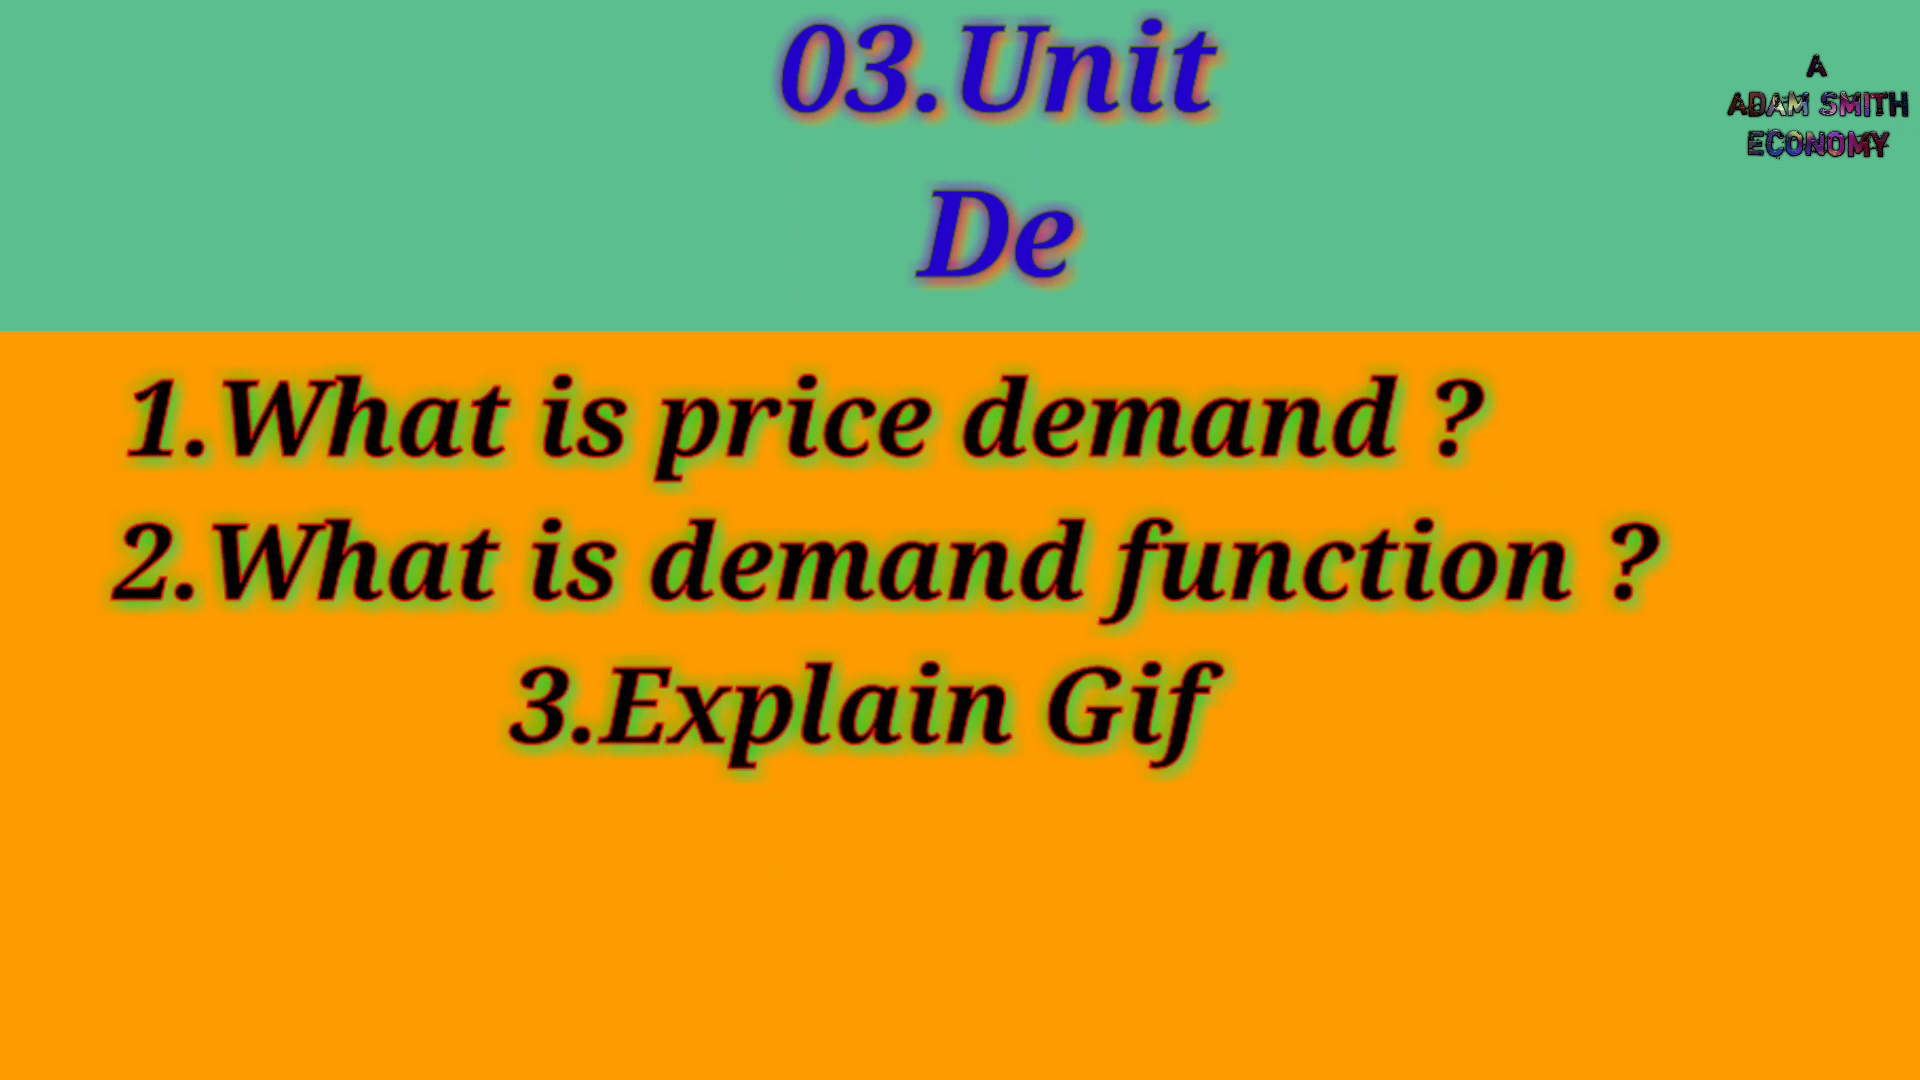 03.Unit
De
A
ADAM SMITH
ECONOMY
1.What is price demand ?
2.What is demand function ?
3.Explain Gif